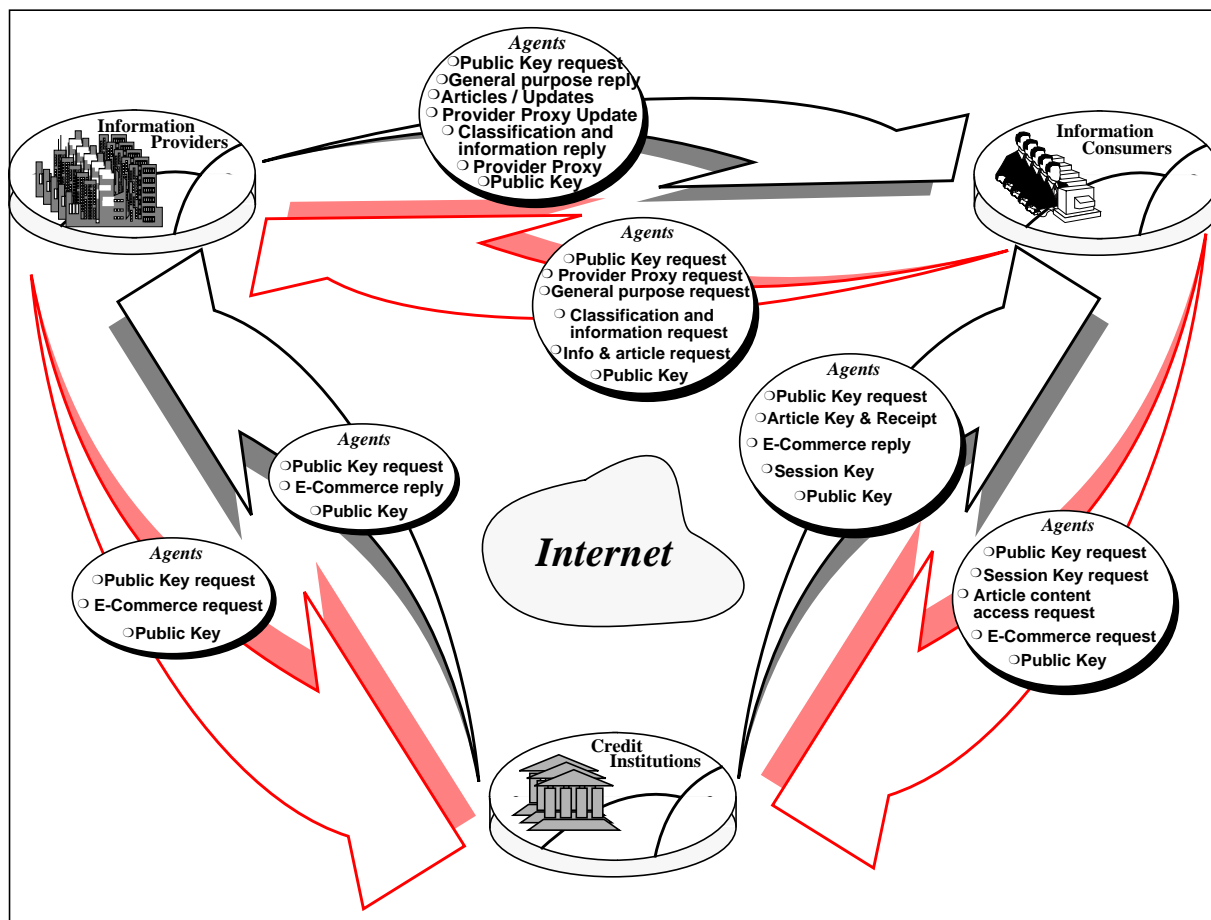 Agents
❍Public Key request
❍General purpose reply
❍Articles / Updates
❍Provider Proxy Update
❍Classification and
information reply
❍Provider Proxy
❍Public Key
Information
Providers
Information
Consumers
Agents
❍Public Key request
❍Provider Proxy request
❍General purpose request
❍Classification and
information request
❍Info & article request
❍Public Key
Agents
❍Public Key request
❍Article Key & Receipt
❍E-Commerce reply
❍Session Key
❍Public Key
Agents
❍Public Key request
❍E-Commerce reply
❍Public Key
Internet
Agents
❍Public Key request
❍E-Commerce request
❍Public Key
Agents
❍Public Key request
❍Session Key request
❍Article content
access request
❍E-Commerce request
❍Public Key
Credit
Institutions